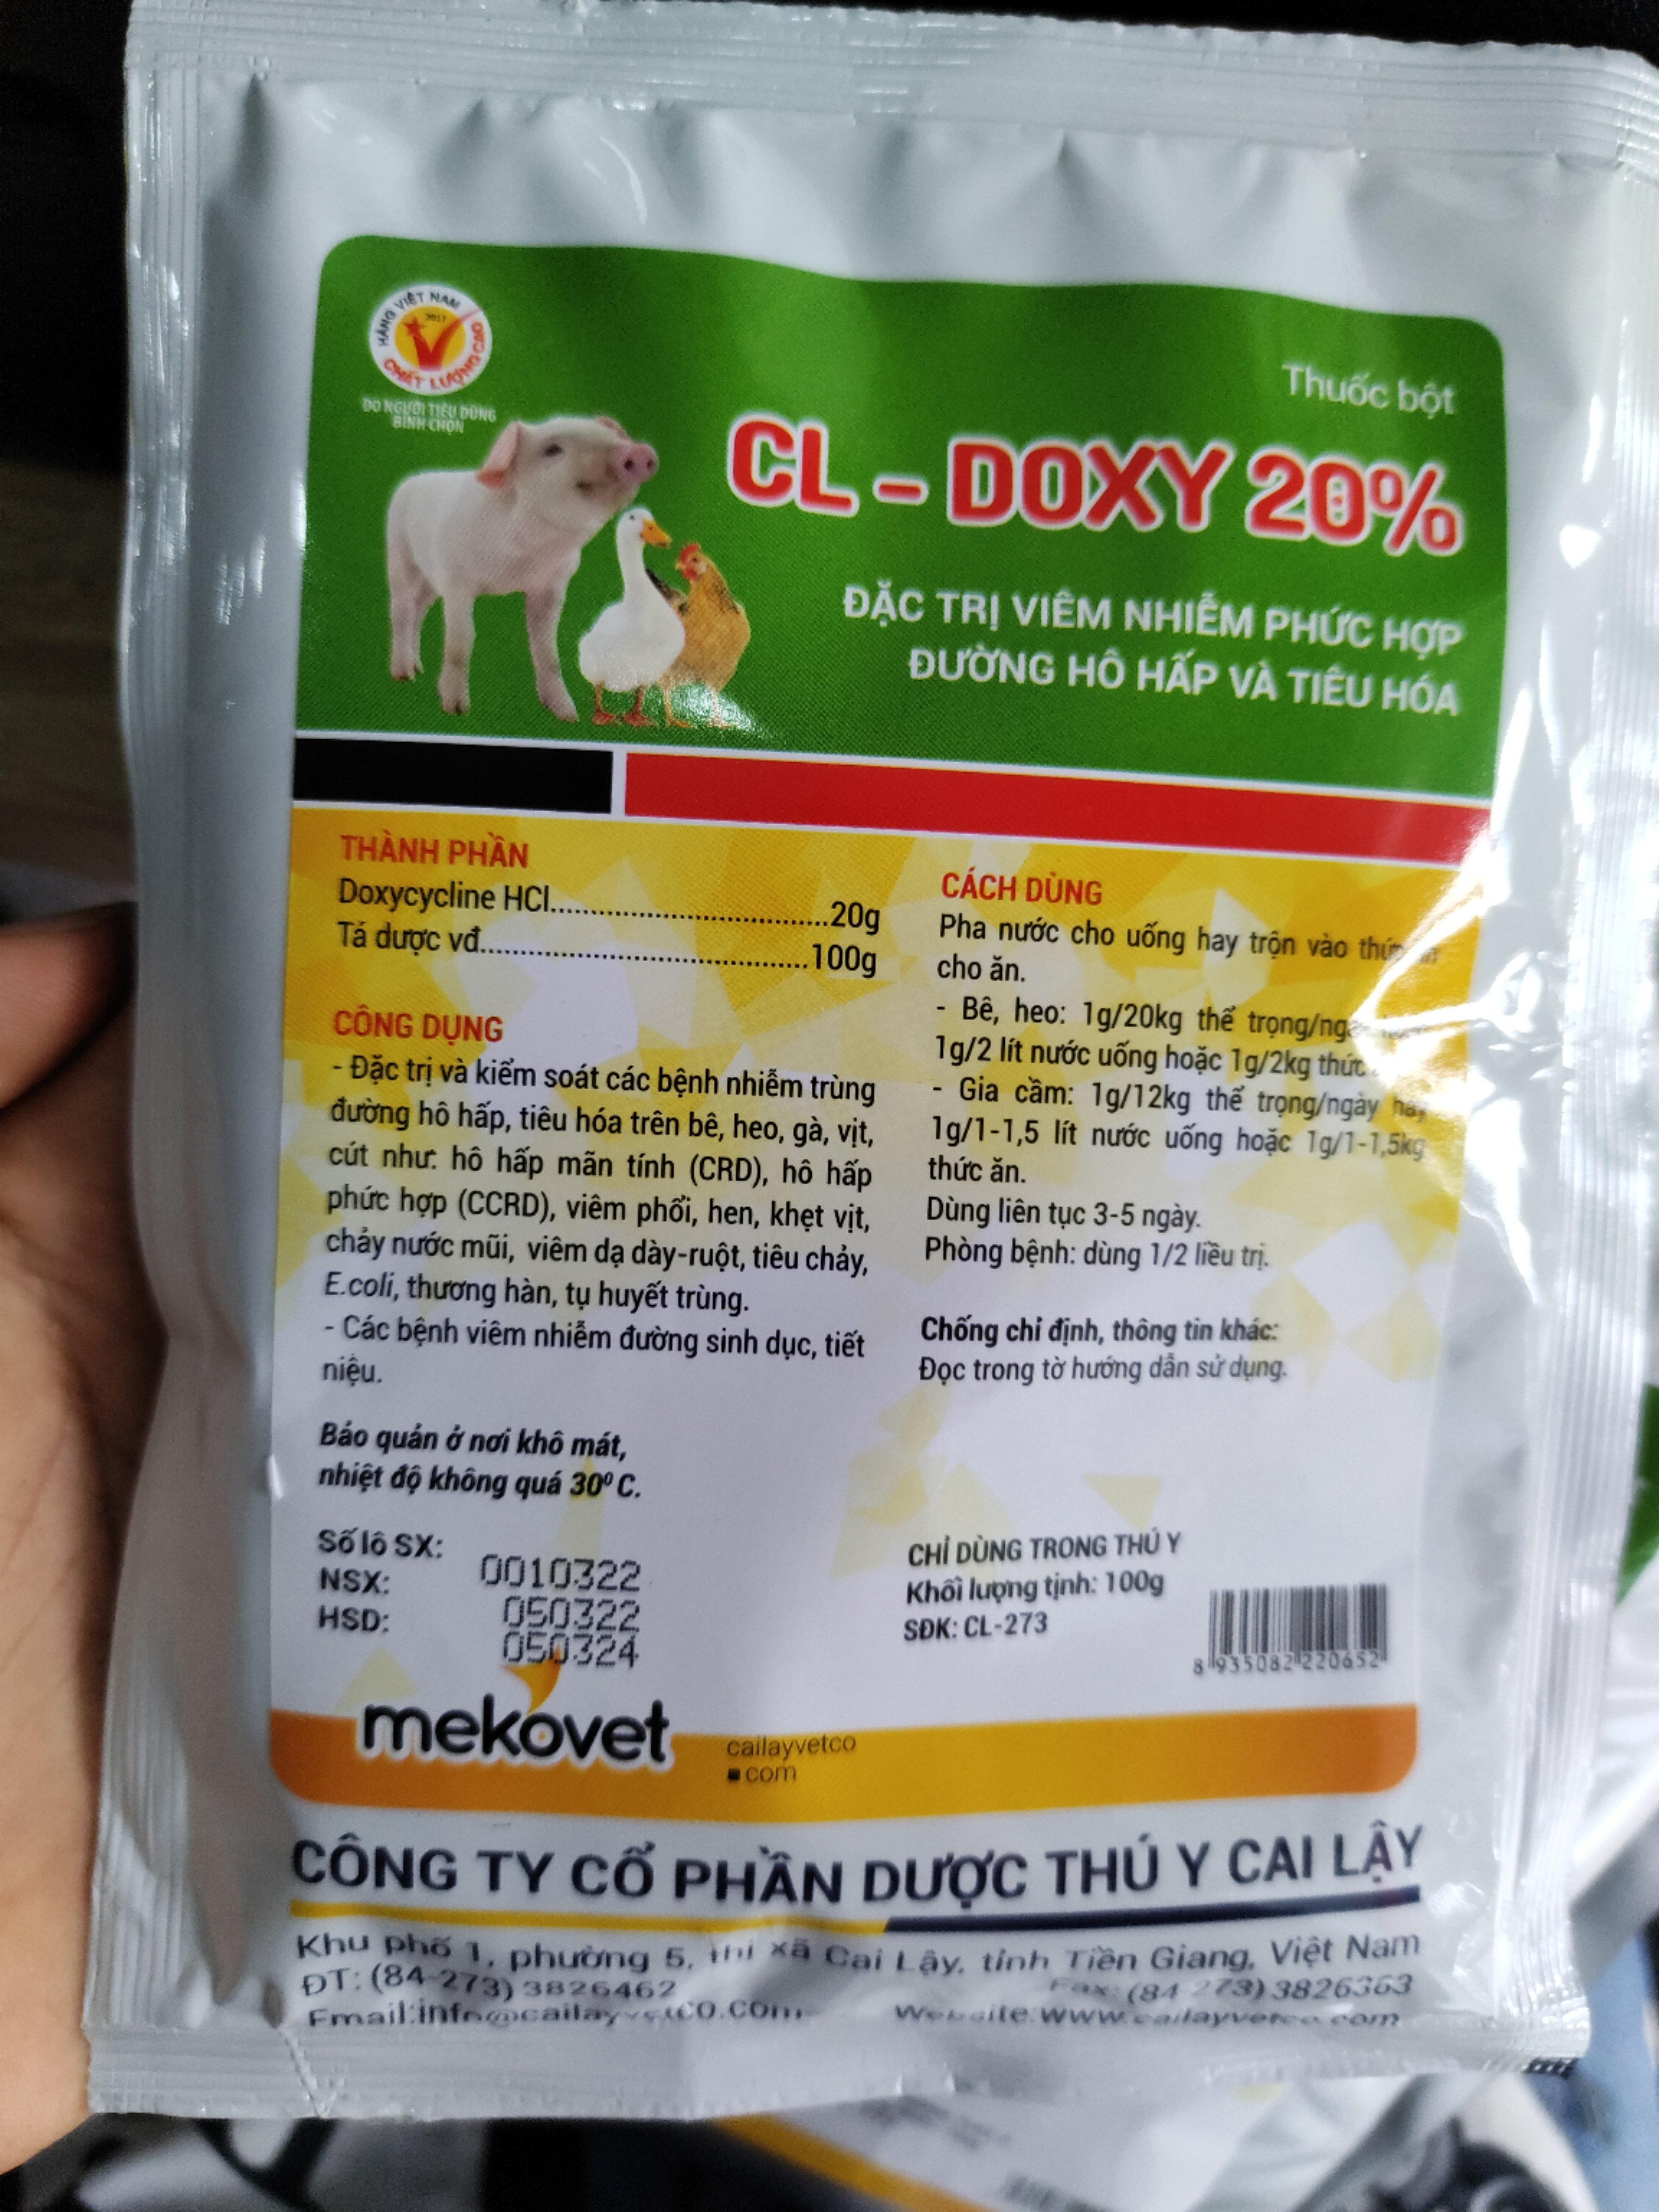 HÀNG VIỆT NAM
2017
CHẤT LƯỢNG CAO
DO NGƯỜI TIÊU DÙNG
BÌNH CHỌN
Thuốc bột
CL - DOXY 20%
ĐẶC TRỊ VIÊM NHIỄM PHỨC HỢP
ĐƯỜNG HÔ HẤP VÀ TIÊU HÓA
THÀNH PHẦN
Doxycycline HCl..............................20g
Tá dược vđ....................................100g
CÔNG DỤNG
- Đặc trị và kiểm soát các bệnh nhiễm trùng
đường hô hấp, tiêu hóa trên bê, heo, gà, vịt,
cút như: hô hấp mãn tính (CRD), hô hấp
phức hợp (CCRD), viêm phổi, hen, khẹt vịt,
chảy nước mũi, viêm dạ dày-ruột, tiêu chảy,
E.coli, thương hàn, tụ huyết trùng.
- Các bệnh viêm nhiễm đường sinh dục, tiết
niệu.
Bảo quản ở nơi khô mát,
nhiệt độ không quá 30⁰ C.
Số lô SX: 0010322
NSX: 050322
HSD: 050324
CÁCH DÙNG
Pha nước cho uống hay trộn vào
cho ăn.
- Bê, heo: 1g/20kg thể
1g/2 lít nước uống hoặc 1g/2kg thức
- Gia cầm: 1g/12kg thể trọng/ngày hay
1g/1-1,5 lít nước uống hoặc 1g/1-1,5kg
thức ăn.
Dùng liên tục 3-5 ngày.
Phòng bệnh: dùng 1/2 liều trị.
Chống chỉ định, thông tin khác:
Đọc trong tờ hướng dẫn sử dụng.
CHỈ DÙNG TRONG THÚ Y
Khối lượng tịnh: 100g
SĐK: CL-273
8 935082 220652
mekovet
cailayvetco
.com
CÔNG TY CỔ PHẦN DƯỢC THÚ Y CAI LẬY
Khu phố 1, phường 5, thị xã Cai Lậy, tỉnh Tiền Giang, Việt Nam
ĐT: (84-273) 3826462 Fax: (84 273) 3826363
Email:info@cailayvetco.com Website:www.cailayvetco.com